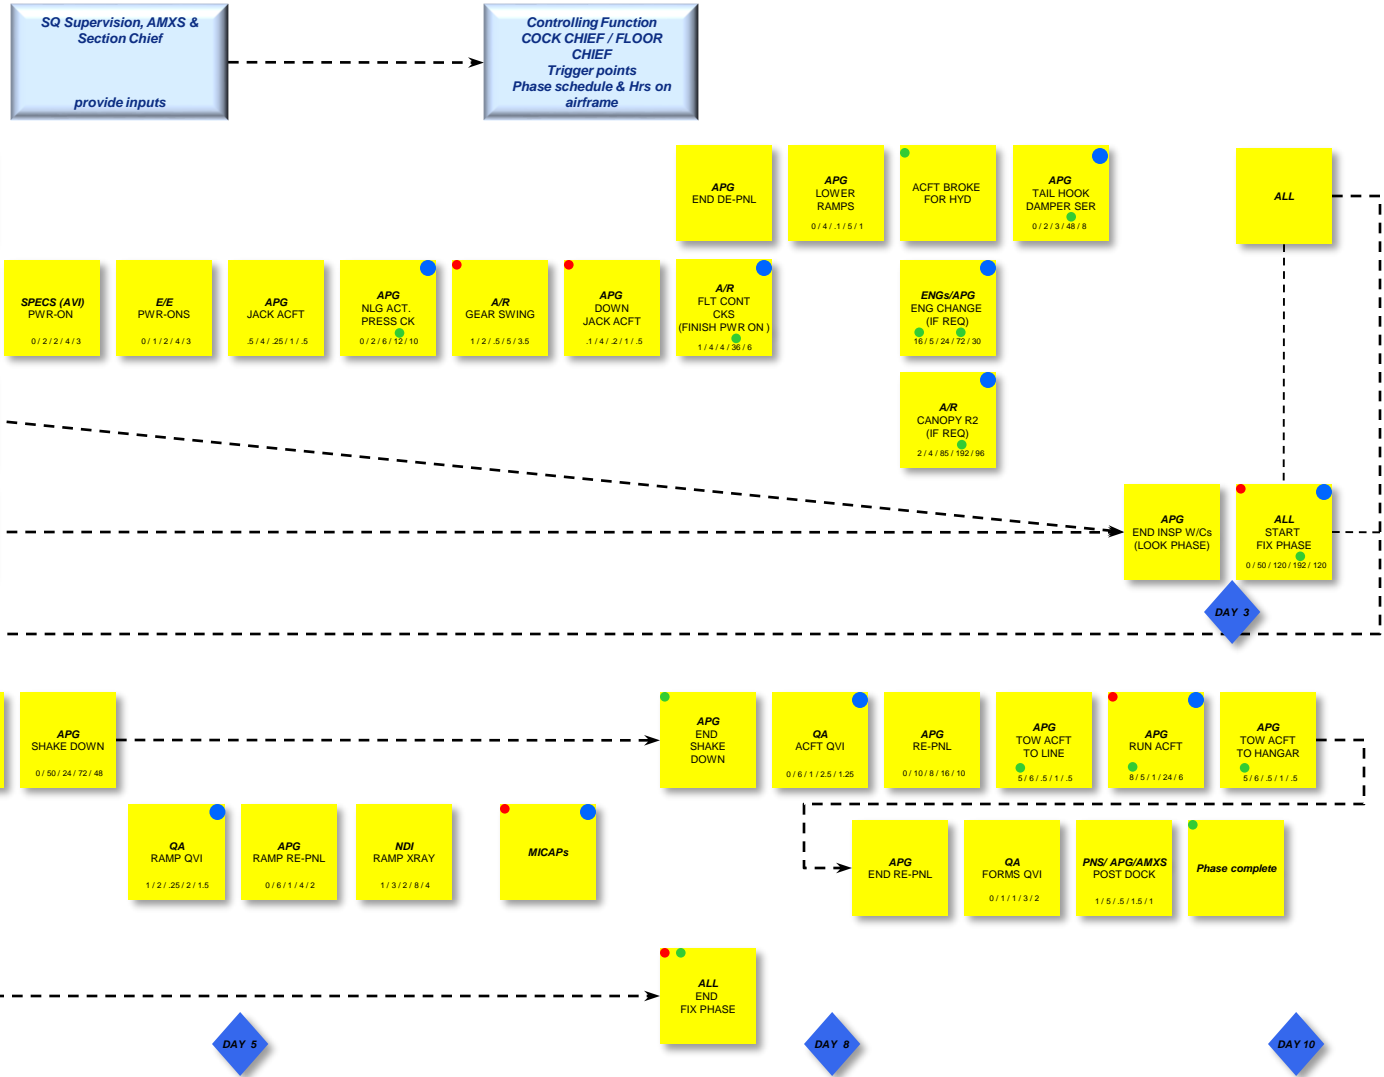 SQ Supervision, AMXS &
Section Chief
provide inputs
Controlling Function
COCK CHIEF / FLOOR
CHIEF
Trigger points
Phase schedule & Hrs on
airframe
APG
END DE-PNL
APG
LOWER
RAMPS
0 / 4 / .1 / 5 / 1
ACFT BROKE
FOR HYD
APG
TAIL HOOK
DAMPER SER
0 / 2 / 3 / 48 / 8
ALL
SPECS (AVI)
PWR-ON
0 / 2 / 2 / 4 / 3
E/E
PWR-ONS
0 / 1 / 2 / 4 / 3
APG
JACK ACFT
.5 / 4 / .25 / 1 / .5
APG
NLG ACT.
PRESS CK
0 / 2 / 6 / 12 / 10
A/R
GEAR SWING
1 / 2 / .5 / 5 / 3.5
APG
DOWN
JACK ACFT
.1 / 4 / .2 / 1 / .5
A/R
FLT CONT
CKS
(FINISH PWR ON )
1 / 4 / 4 / 36 / 6
ENGs/APG
ENG CHANGE
(IF REQ)
16 / 5 / 24 / 72 / 30
A/R
CANOPY R2
(IF REQ)
2 / 4 / 85 / 192 / 96
APG
END INSP W/Cs
(LOOK PHASE)
ALL
START
FIX PHASE
0 / 50 / 120 / 192 / 120
DAY 3
APG
SHAKE DOWN
0 / 50 / 24 / 72 / 48
APG
END
SHAKE
DOWN
QA
ACFT QVI
0 / 6 / 1 / 2.5 / 1.25
APG
RE-PNL
0 / 10 / 8 / 16 / 10
APG
TOW ACFT
TO LINE
5 / 6 / .5 / 1 / .5
APG
RUN ACFT
8 / 5 / 1 / 24 / 6
APG
TOW ACFT
TO HANGAR
5 / 6 / .5 / 1 / .5
QA
RAMP QVI
1 / 2 / .25 / 2 / 1.5
APG
RAMP RE-PNL
0 / 6 / 1 / 4 / 2
NDI
RAMP XRAY
1 / 3 / 2 / 8 / 4
MICAPs
APG
END RE-PNL
QA
FORMS QVI
0 / 1 / 1 / 3 / 2
PNS/ APG/AMXS
POST DOCK
1 / 5 / .5 / 1.5 / 1
Phase complete
ALL
END
FIX PHASE
DAY 5
DAY 8
DAY 10